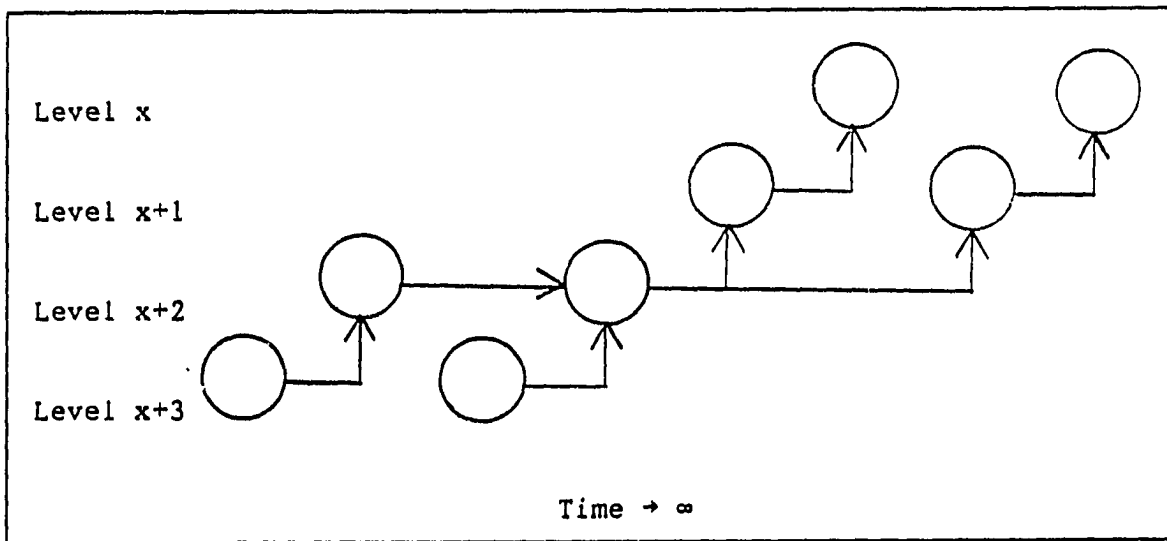 Level x
Level x+1
Level x+2
Level x+3
Time → ∞